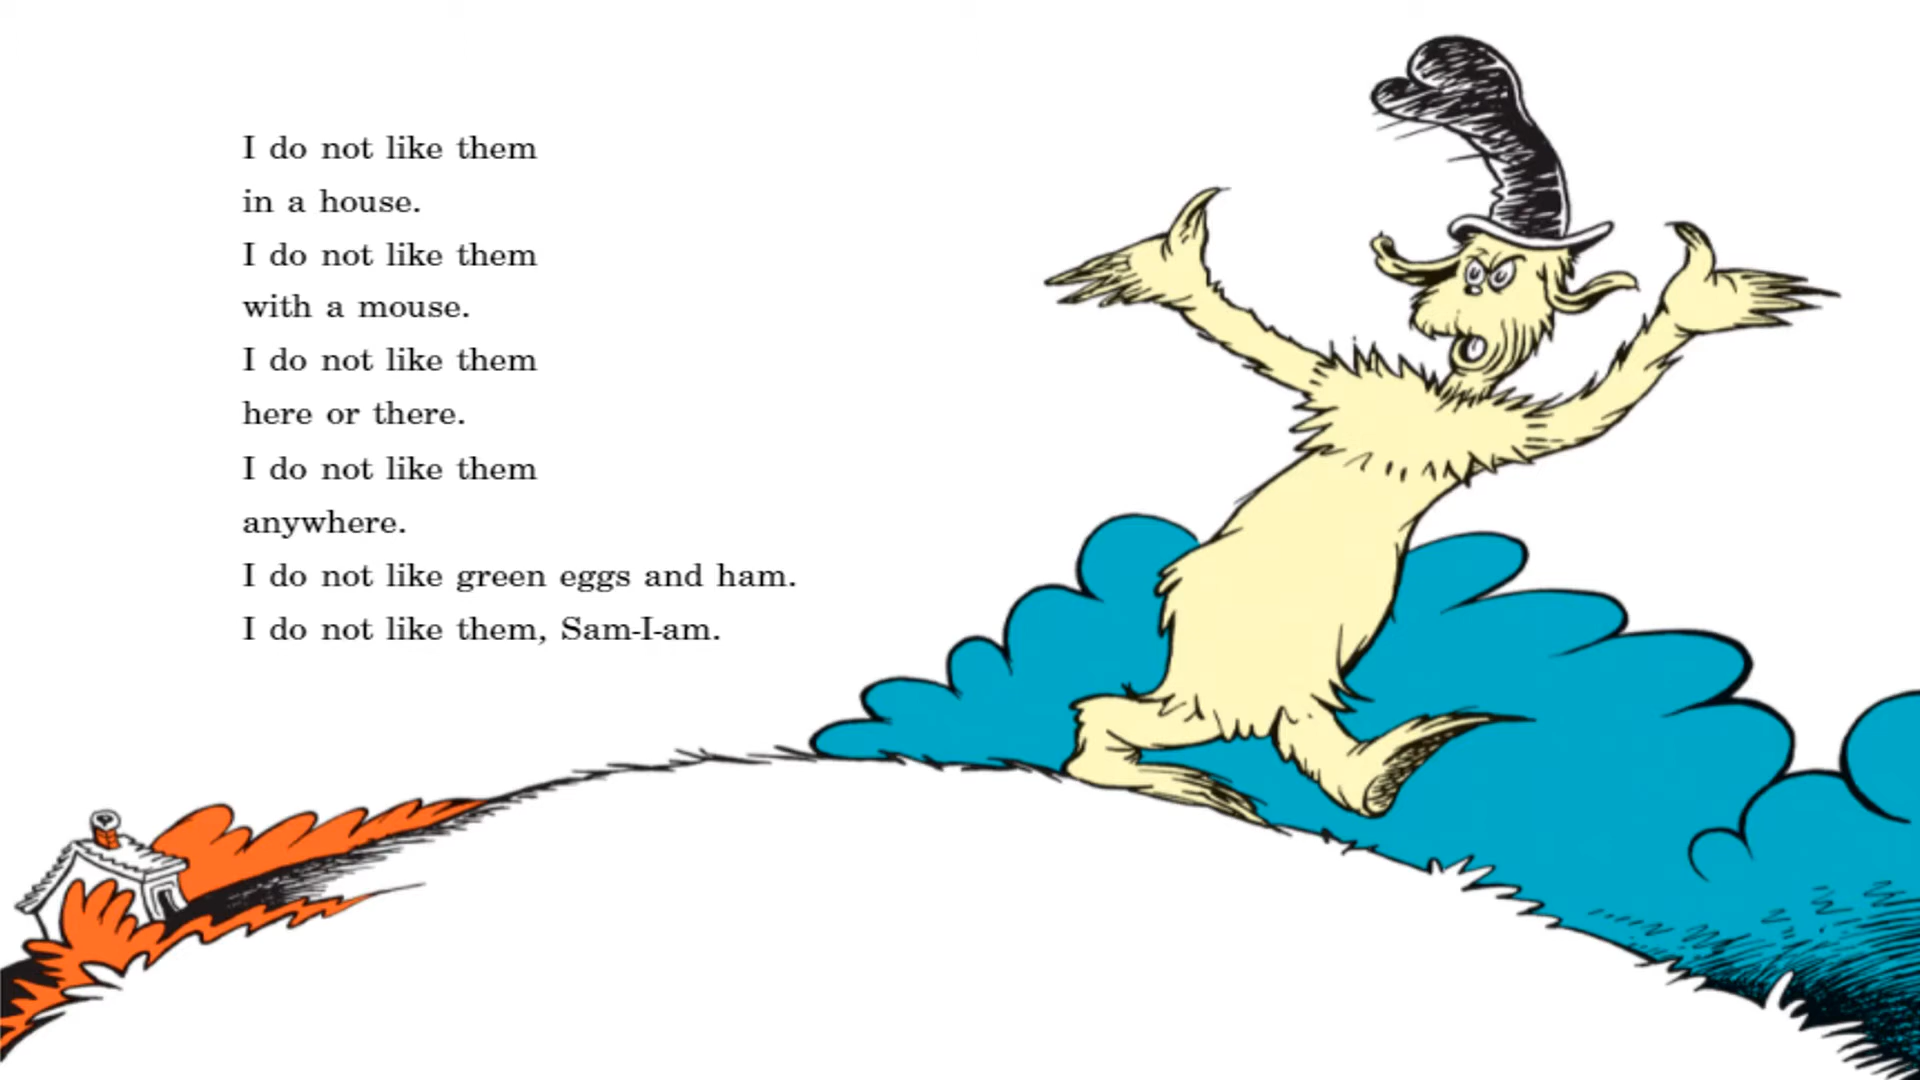 I do not like them
in a house.
I do not like them
with a mouse.
I do not like them
here or there.
I do not like them
anywhere.
I do not like green eggs and ham.
I do not like them, Sam-I-am.